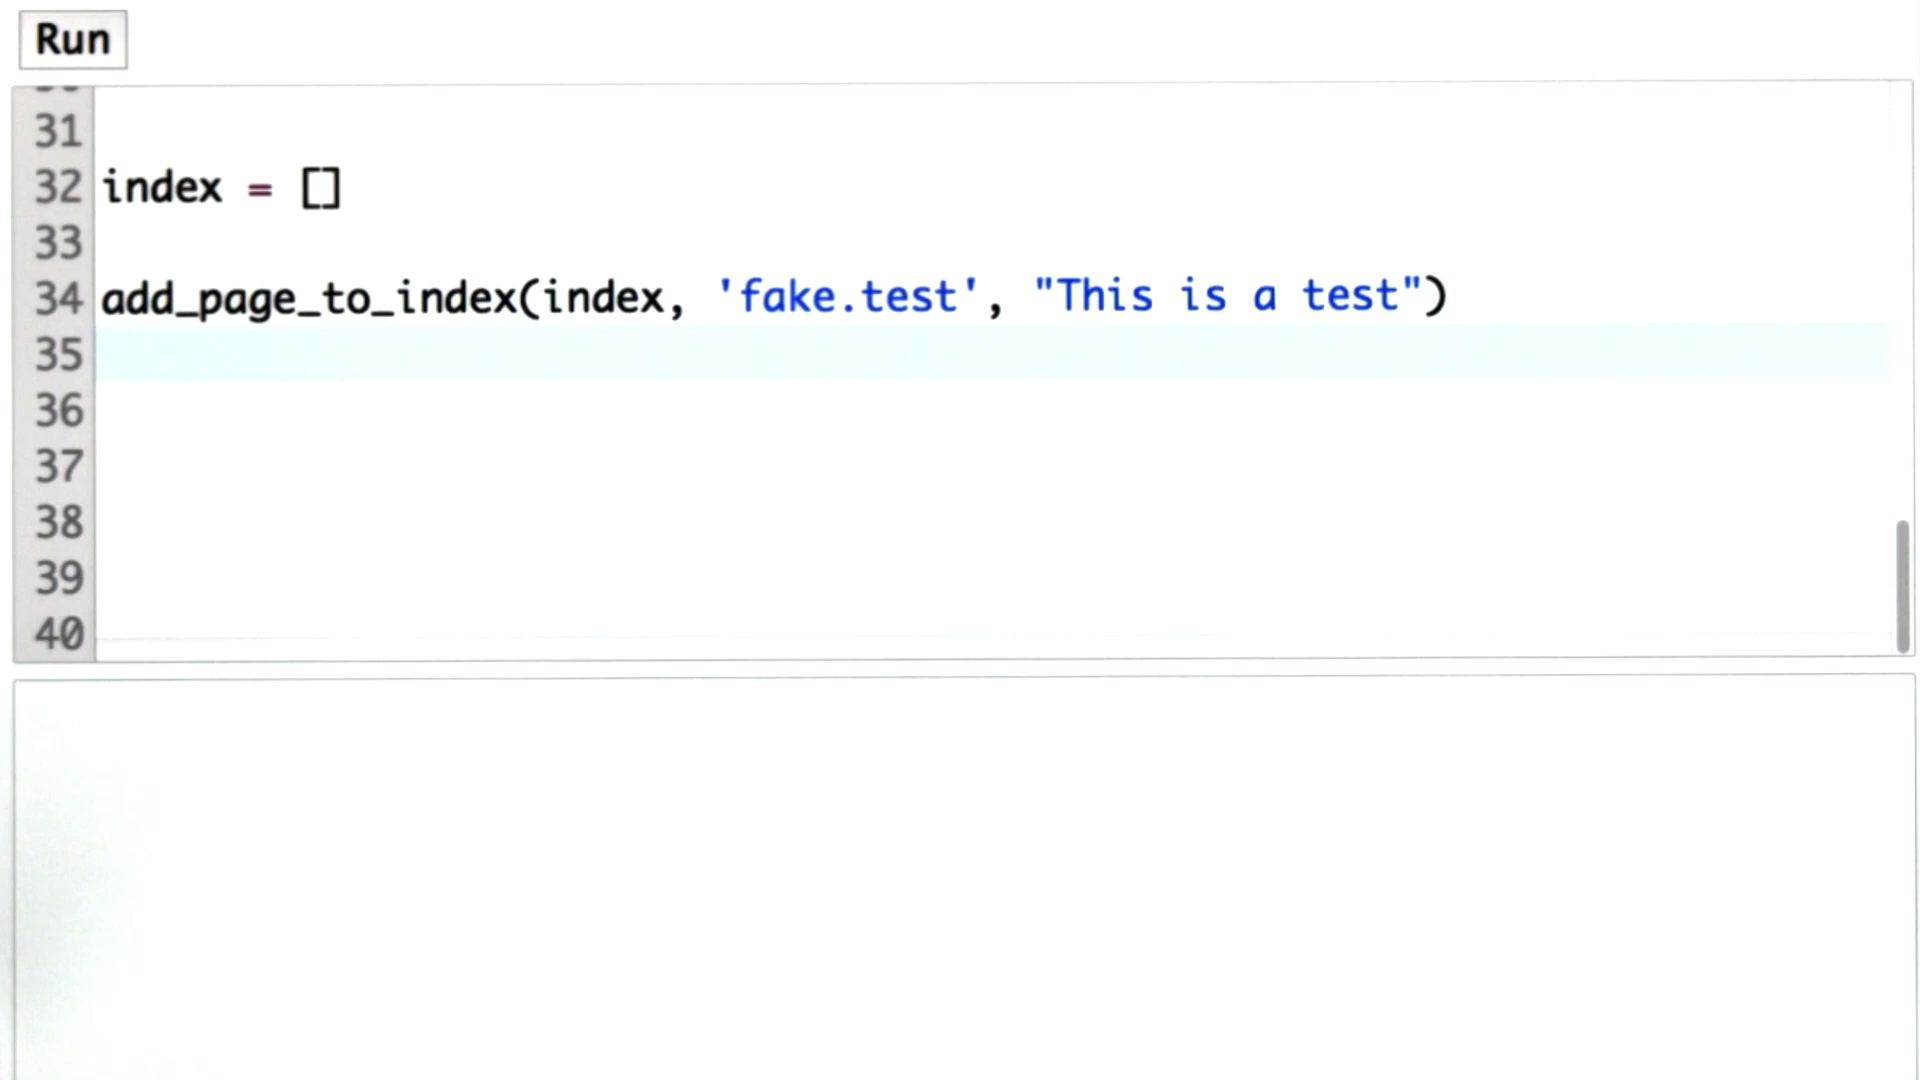 Run
31
32 index = []
33
34 add_page_to_index(index, 'fake.test', "This is a test")
35
36
37
38
39
40